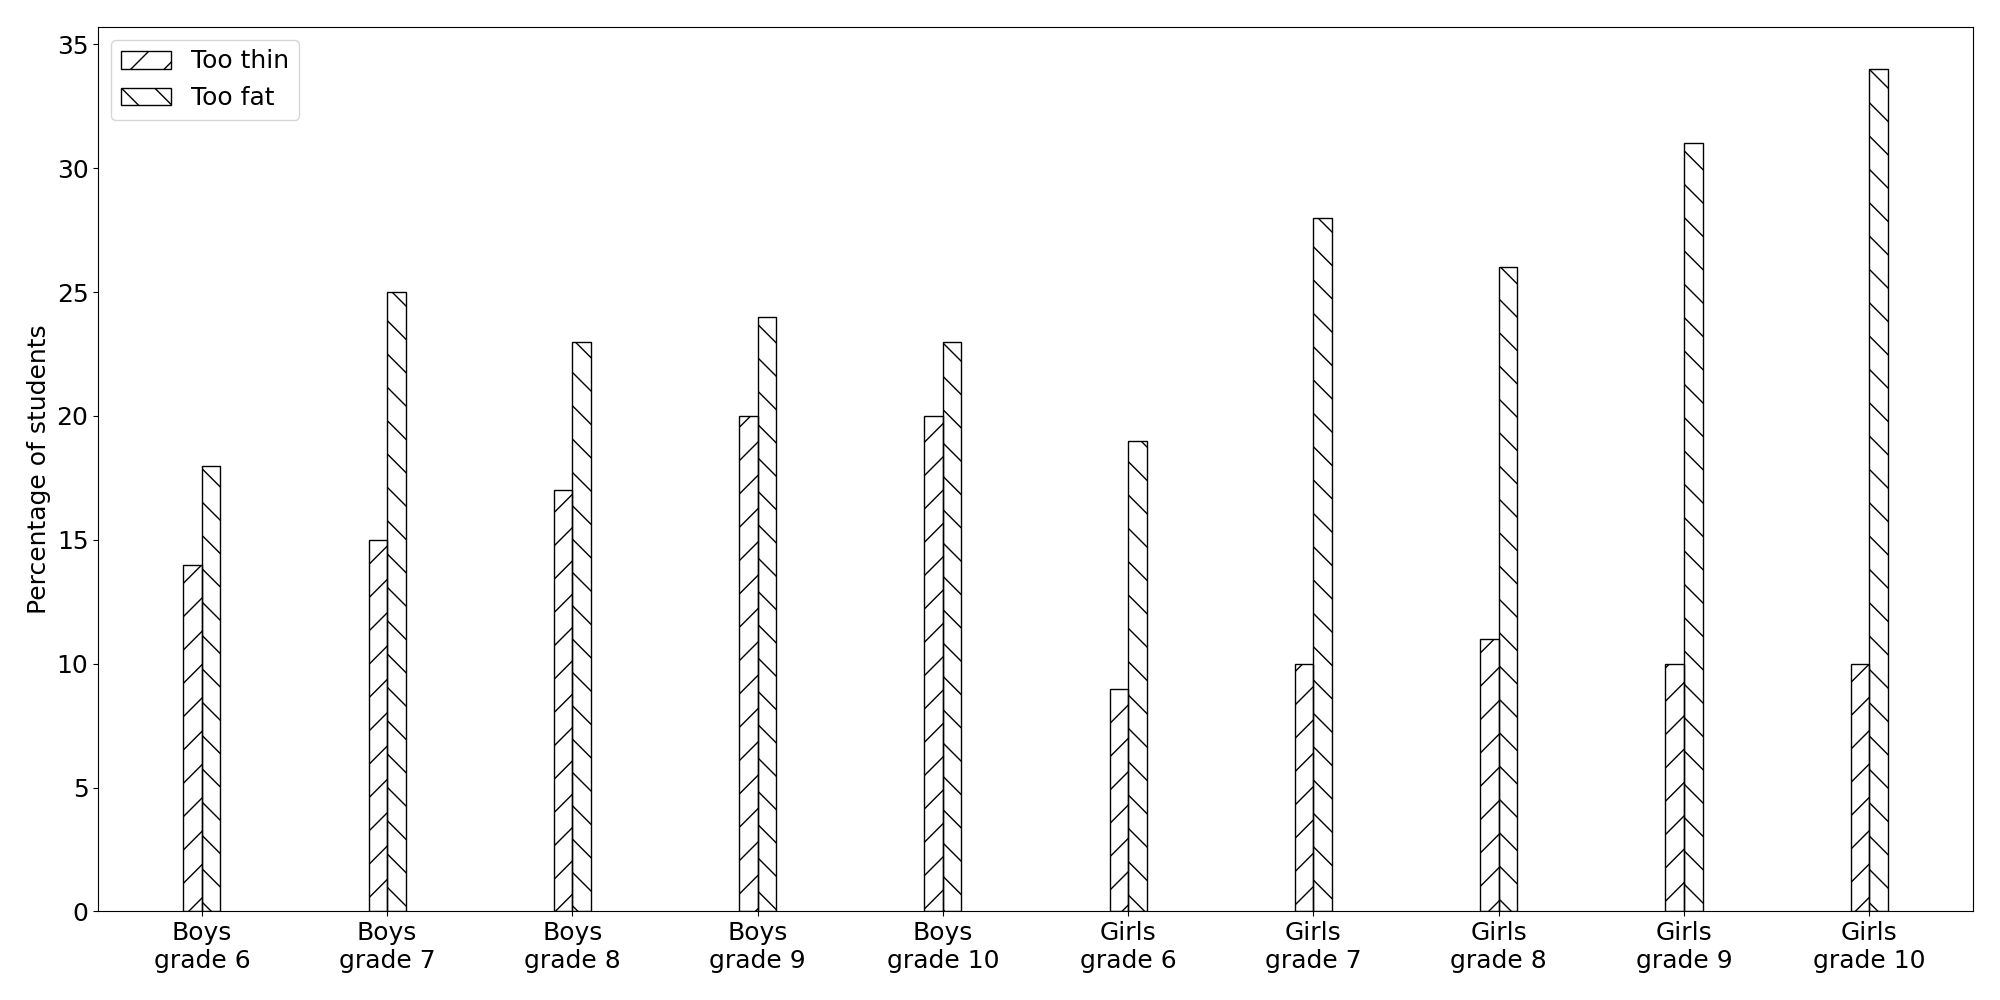 35
30
25
20
15
10
5
0
Percentage of students
Too thin
Too fat
Boys
grade 6
Boys
grade 7
Boys
grade 8
Boys
grade 9
Boys
grade 10
Girls
grade 6
Girls
grade 7
Girls
grade 8
Girls
grade 9
Girls
grade 10